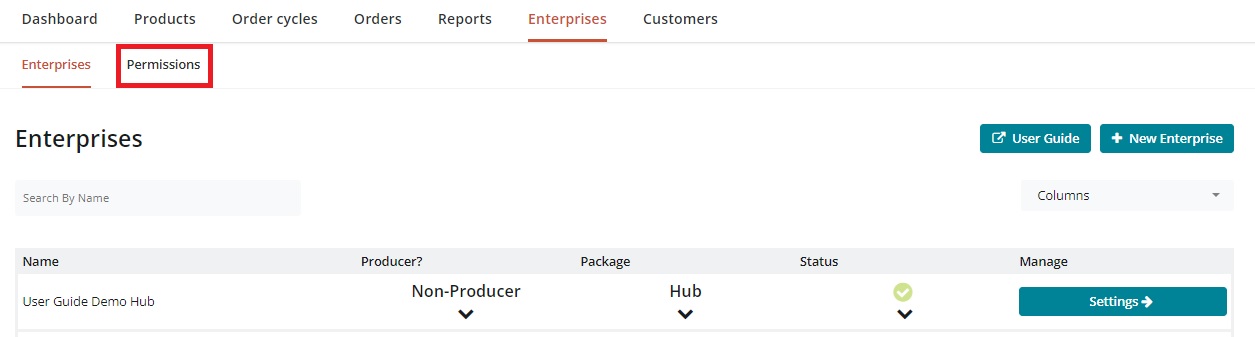 Dashboard Products Order cycles Orders Reports Enterprises Customers
Enterprises Permissions
Enterprises User Guide New Enterprise
Search By Name Columns
Name Producer? Package Status Manage
User Guide Demo Hub Non-Producer Hub Settings